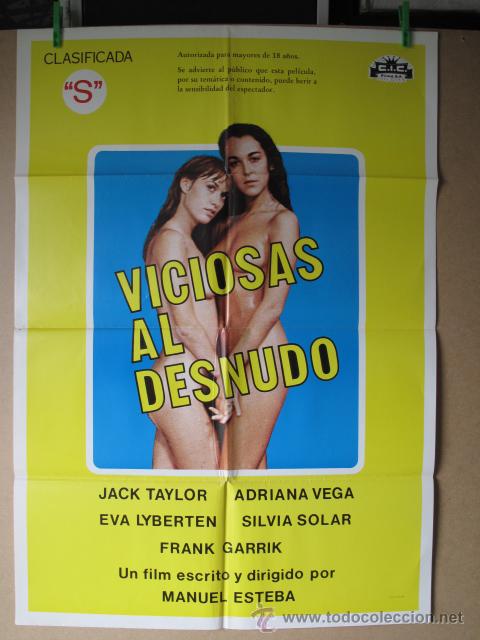 CLASIFICADA
"S"
Autorizada para mayores de 18 años.
Se advierte al público que esta película,
por su temática o contenido, puede herir a
la sensibilidad del espectador.
C.I.C.
VICIOSAS
AL
DESNUDO
JACK TAYLOR ADRIANA VEGA
EVA LYBERTEN SILVIA SOLAR
FRANK GARRIK
Un film escrito y dirigido por
MANUEL ESTEBA
www.todocoleccion.net